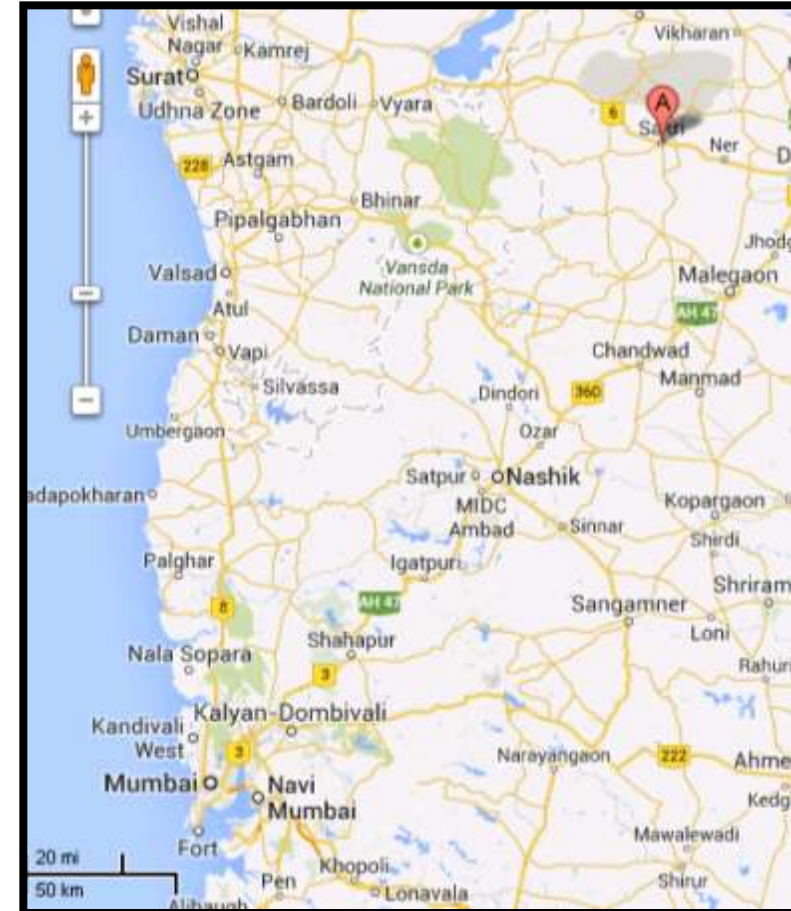 Vishal
Nagar
Kamrej
Vikharan
Surat
Udhna Zone
Bardoli
Vyara
6
A
Ner
228
Astgam
Bhinar
Pipalgabhan
Vansda
National Park
Valsad
Malegaon
Atul
AH 47
Daman
Vapi
Chandwad
Silvassa
Manmad
Dindori
360
Umbergaon
Ozar
Satpur
Nashik
adapokharan
MIDC
Ambad
Kopargaon
Sinnar
Shirdi
Palghar
Igatpuri
Shriram
8
AH 47
Sangamner
Loni
Shahapur
Nala Sopara
3
Rahuri
Kalyan-Dombivali
Kandivali
West
3
Narayangaon
222
Ahme
Mumbai
Navi
Mumbai
Kedg
Fort
Mawalewadi
20 mi
50 km
Khopoli
Pen
Lonavala
Shirur
Alibaugh